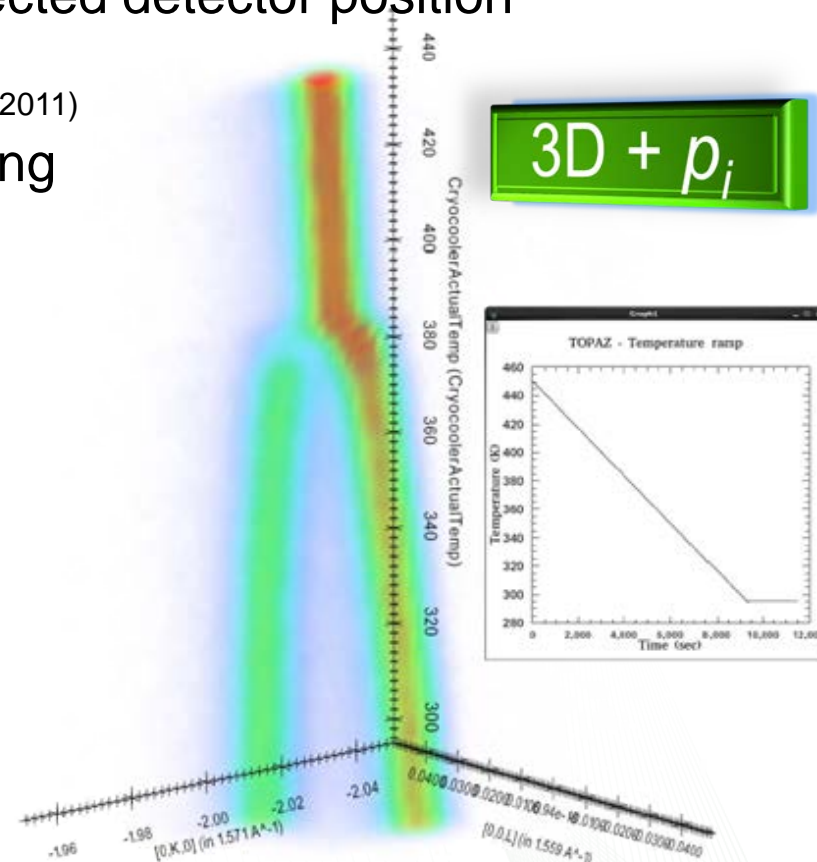 ected detector position
2011)
ng
3D + pi
440
420
400
380
360
340
320
300
CryocoolerActualTemp (CryocoolerActualTemp)
TOPAZ - Temperature ramp
460
440
420
400
380
360
340
320
300
280
Temperature (K)
0 2,000 4,000 6,000 8,000 10,000 12,00
Time (sec)
-1.96 -1.98 -2.00 -2.02 -2.04
[0,K,0] (in 1.571 A^-1)
[0,0,L] (in 1.559 A^-1)